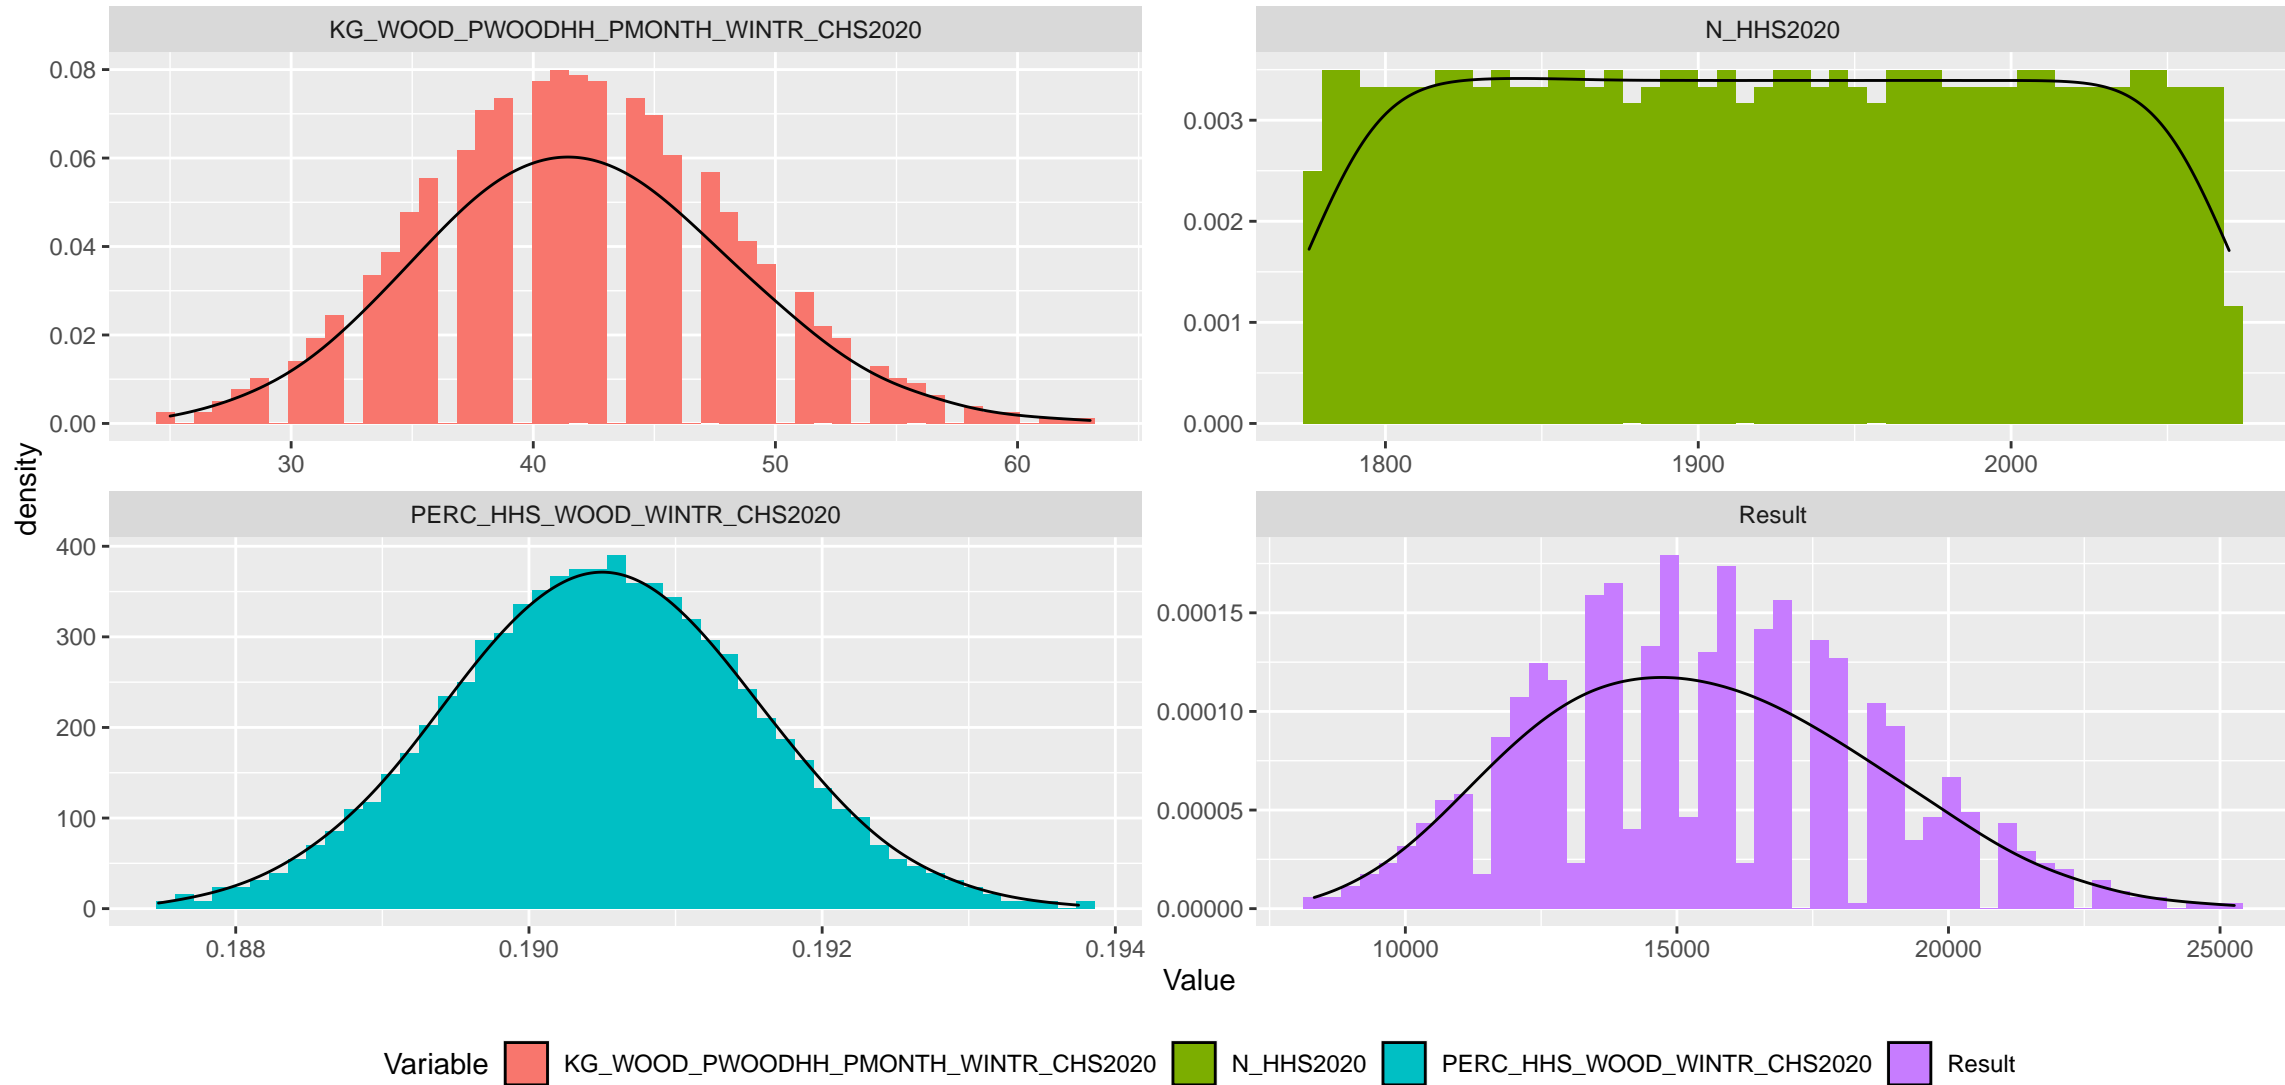 KG_WOOD_PWOODHH_PMONTH_WINTR_CHS2020
N_HHS2020
0.08
0.06
0.04
0.02
0.00
30 40 50 60
0.003
0.002
0.001
0.000
1800 1900 2000
density
PERC_HHS_WOOD_WINTR_CHS2020
Result
400
300
200
100
0
0.188 0.190 0.192 0.194
0.00015
0.00010
0.00005
0.00000
10000 15000 20000 25000
Value
Variable KG_WOOD_PWOODHH_PMONTH_WINTR_CHS2020 N_HHS2020 PERC_HHS_WOOD_WINTR_CHS2020 Result